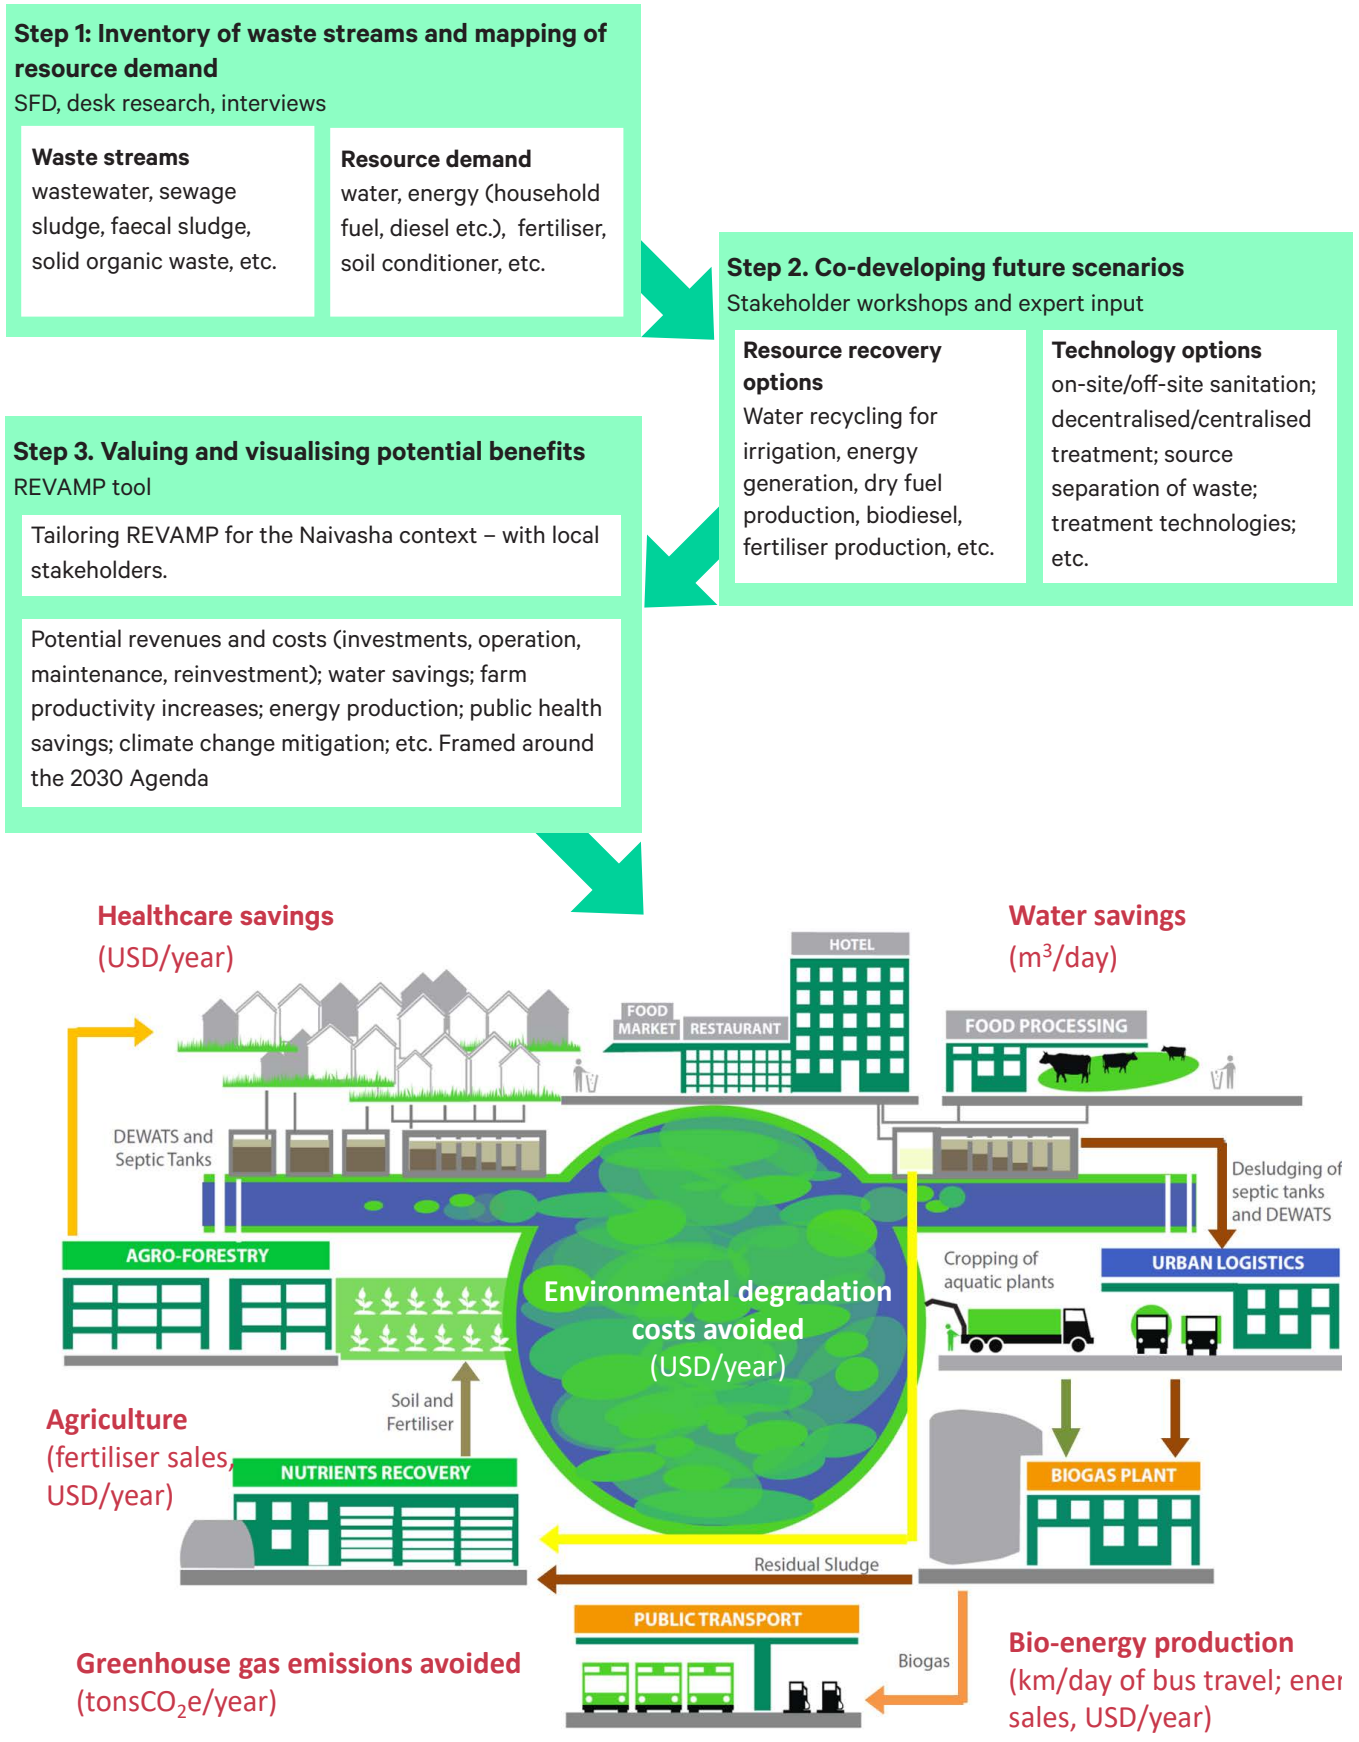 Step 1: Inventory of waste streams and mapping of
resource demand
SFD, desk research, interviews
Waste streams
wastewater, sewage
sludge, faecal sludge,
solid organic waste, etc.
Resource demand
water, energy (household
fuel, diesel etc.), fertiliser,
soil conditioner, etc.
Step 2. Co-developing future scenarios
Stakeholder workshops and expert input
Resource recovery
options
Water recycling for
irrigation, energy
generation, dry fuel
production, biodiesel,
fertiliser production, etc.
Technology options
on-site/off-site sanitation;
decentralised/centralised
treatment; source
separation of waste;
treatment technologies;
etc.
Step 3. Valuing and visualising potential benefits
REVAMP tool
Tailoring REVAMP for the Naivasha context – with local
stakeholders.
Potential revenues and costs (investments, operation,
maintenance, reinvestment); water savings; farm
productivity increases; energy production; public health
savings; climate change mitigation; etc. Framed around
the 2030 Agenda
Healthcare savings
(USD/year)
Water savings
(m³/day)
HOTEL
FOOD
MARKET
RESTAURANT
FOOD PROCESSING
DEWATS and
Septic Tanks
Desludging of
septic tanks
and DEWATS
AGRO-FORESTRY
Cropping of
aquatic plants
URBAN LOGISTICS
Environmental degradation
costs avoided
(USD/year)
Soil and
Fertiliser
Agriculture
(fertiliser sales,
USD/year)
NUTRIENTS RECOVERY
BIOGAS PLANT
Residual Sludge
PUBLIC TRANSPORT
Biogas
Greenhouse gas emissions avoided
(tonsCO₂e/year)
Bio-energy production
(km/day of bus travel; ener
sales, USD/year)